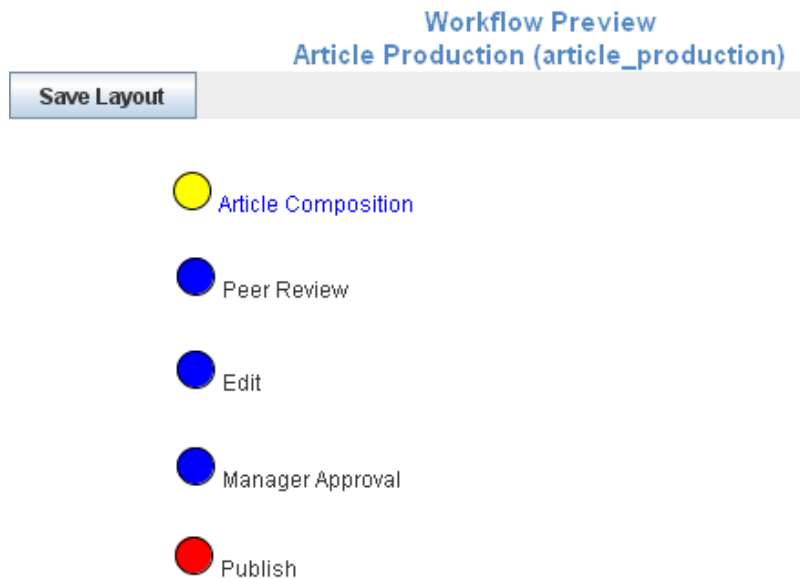 Workflow Preview
Article Production (article_production)
Save Layout
Article Composition
Peer Review
Edit
Manager Approval
Publish